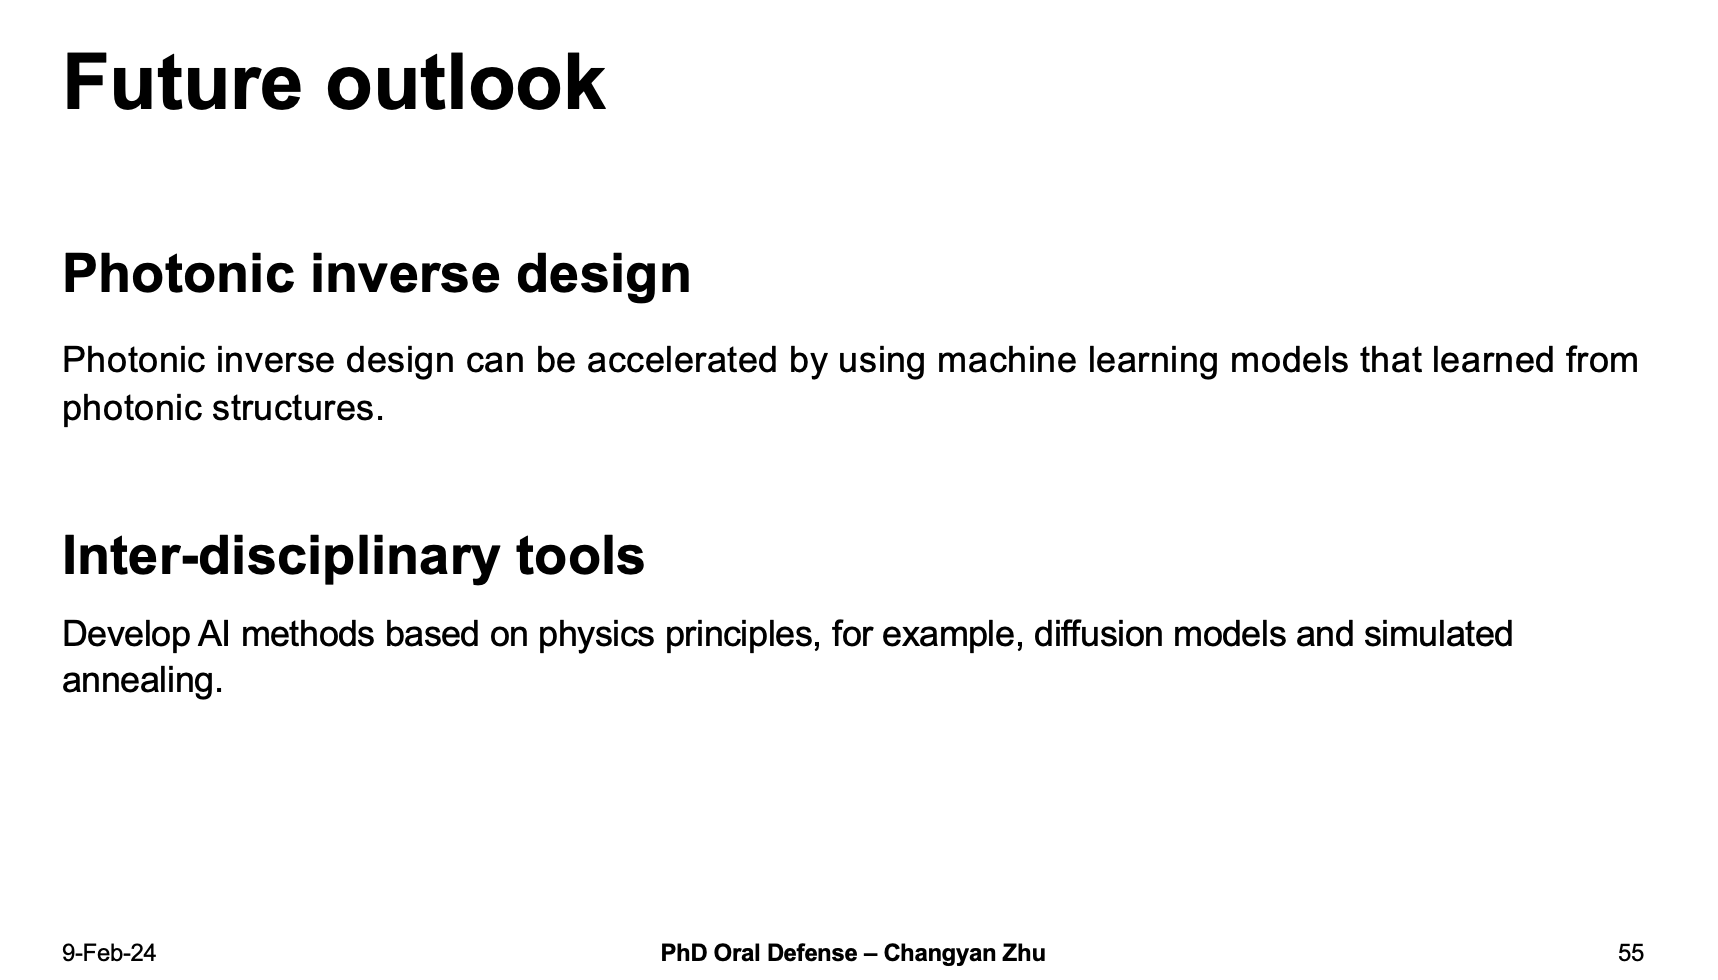 Future outlook
Photonic inverse design
Photonic inverse design can be accelerated by using machine learning models that learned from
photonic structures.
Inter-disciplinary tools
Develop AI methods based on physics principles, for example, diffusion models and simulated
annealing.
9-Feb-24
PhD Oral Defense – Changyan Zhu
55